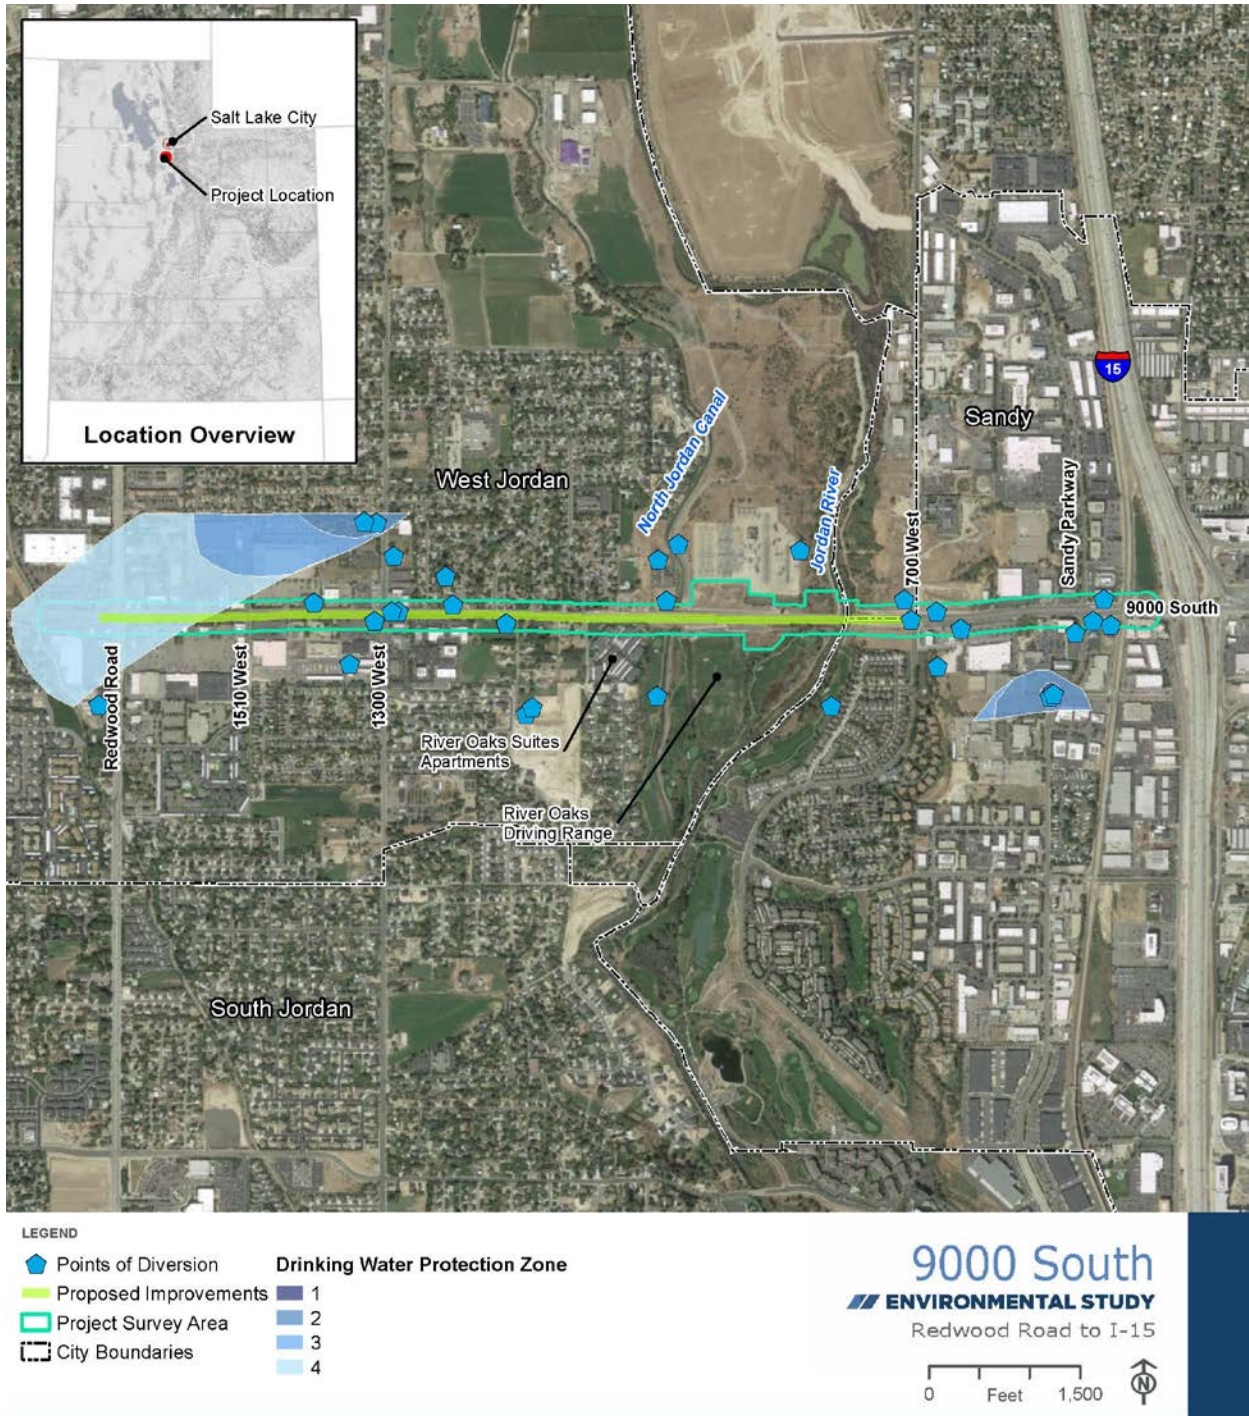 Salt Lake City
Project Location
Location Overview
15
Sandy
West Jordan
North Jordan Canal
Jordan River
700 West
Sandy Parkway
9000 South
Redwood Road
1510 West
1300 West
River Oaks Suites
Apartments
River Oaks
Driving Range
South Jordan
LEGEND
Points of Diversion
Proposed Improvements
Project Survey Area
City Boundaries
Drinking Water Protection Zone
1
2
3
4
9000 South
ENVIRONMENTAL STUDY
Redwood Road to I-15
0 Feet 1,500
N